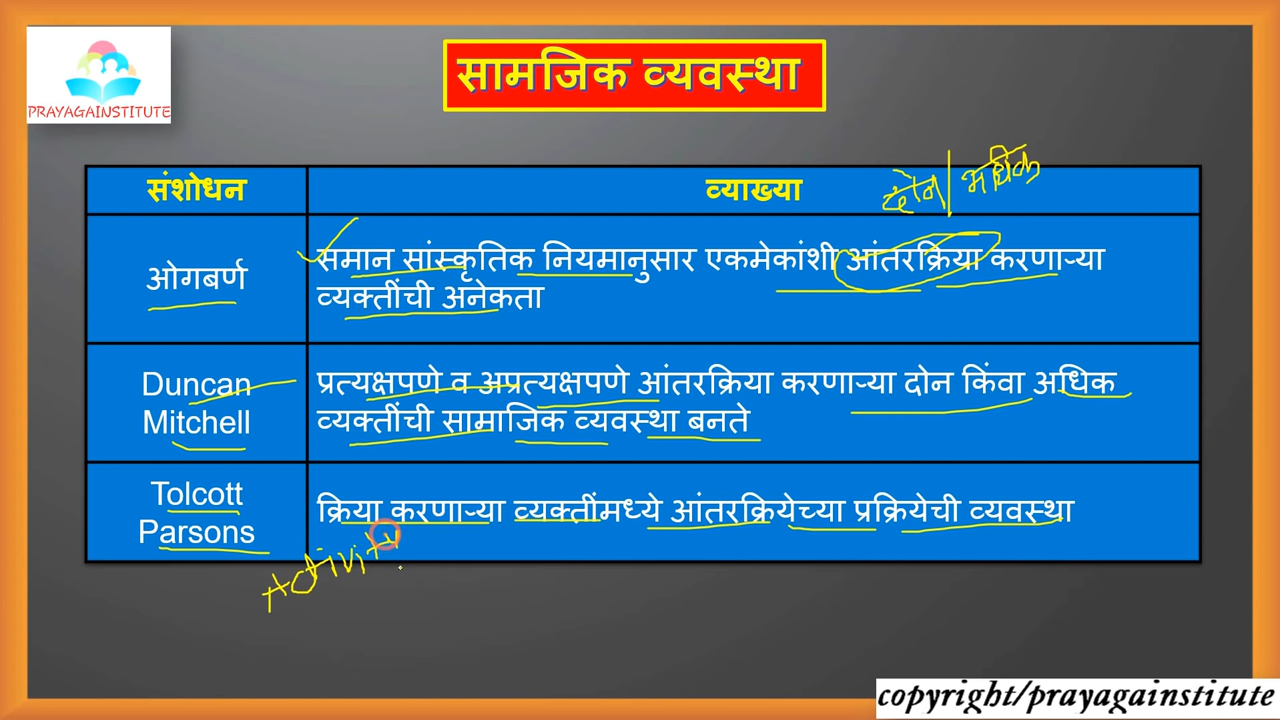 PRAYAGAINSTITUTE
सामजिक व्यवस्था
संशोधन
व्याख्या
दोन | अधिक
ओगबर्ण
समान सांस्कृतिक नियमानुसार एकमेकांशी आंतरक्रिया करणाऱ्या
व्यक्तींची अनेकता
Duncan
Mitchell
प्रत्यक्षपणे व अप्रत्यक्षपणे आंतरक्रिया करणाऱ्या दोन किंवा अधिक
व्यक्तींची सामाजिक व्यवस्था बनते
Tolcott
Parsons
क्रिया करणाऱ्या व्यक्तींमध्ये आंतरक्रियेच्या प्रक्रियेची व्यवस्था
Activity
copyright/prayagainstitute